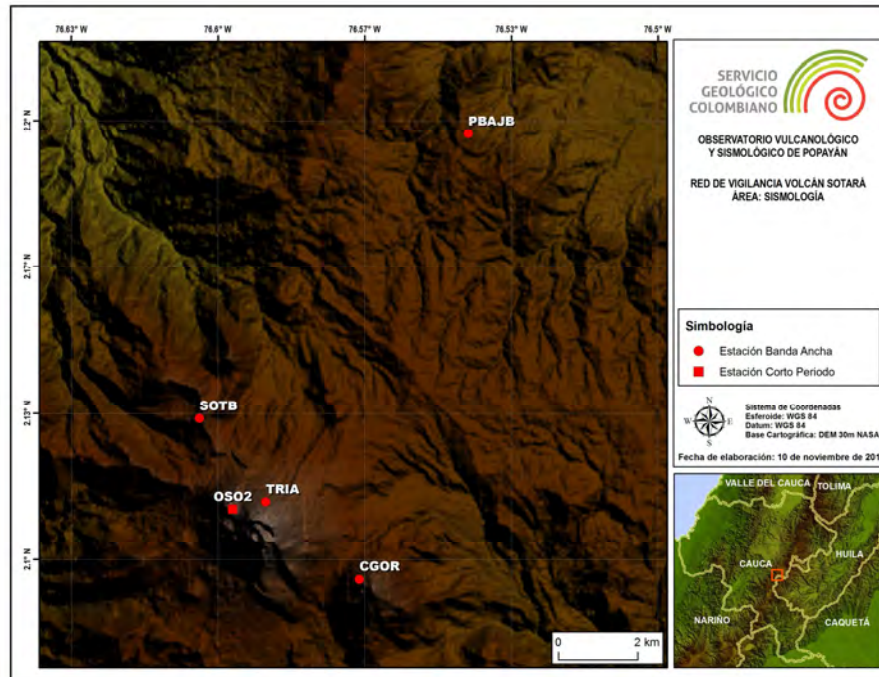 76.63°W
76.6°W
76.57°W
76.53°W
76.5°W
2.2°N
2.17°N
2.13°N
2.1°N
PBAJB
SOTB
TRIA
OSO2
CGOR
0 2 km
SERVICIO
GEOLÓGICO
COLOMBIANO
OBSERVATORIO VULCANOLÓGICO
Y SISMOLÓGICO DE POPAYÁN
RED DE VIGILANCIA VOLCÁN SOTARÁ
ÁREA: SISMOLOGÍA
Simbología
Estación Banda Ancha
Estación Corto Periodo
N
W E
S
Sistema de Coordenadas
Esferoide: WGS 84
Datum: WGS 84
Base Cartográfica: DEM 30m NASA
Fecha de elaboración: 10 de noviembre de 201
VALLE DEL CAUCA
TOLIMA
HUILA
CAUCA
NARIÑO
CAQUETÁ